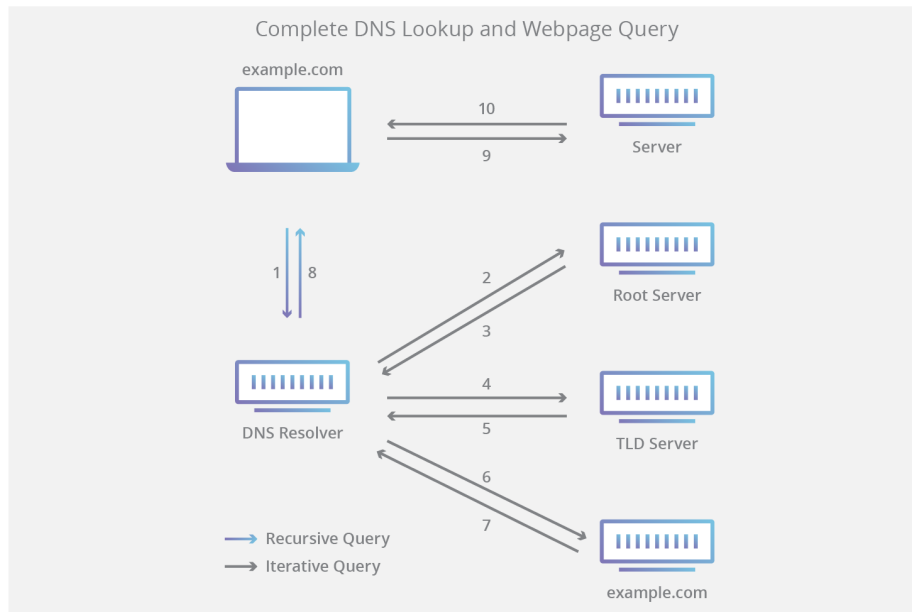 Complete DNS Lookup and Webpage Query
example.com
10
9
Server
1
8
2
3
Root Server
4
5
DNS Resolver
TLD Server
6
7
Recursive Query
Iterative Query
example.com